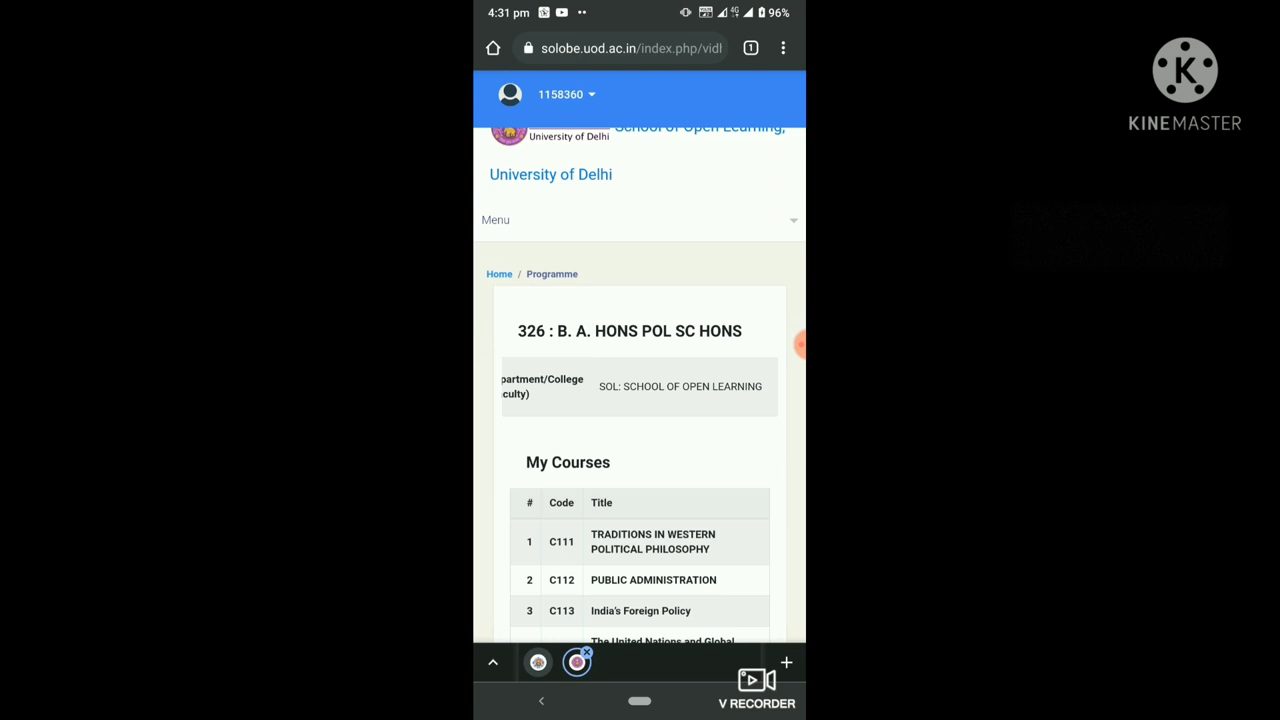 4:31 pm
4G
96%
KINEMASTER
solobe.uod.ac.in/index.php/vidl
1
1158360
University of Delhi
School of Open Learning,
University of Delhi
Menu
Home / Programme
326 : B. A. HONS POL SC HONS
partment/College
culty)
SOL: SCHOOL OF OPEN LEARNING
My Courses
# Code Title
1 C111 TRADITIONS IN WESTERN
POLITICAL PHILOSOPHY
2 C112 PUBLIC ADMINISTRATION
3 C113 India's Foreign Policy
The United Nations and Global
V RECORDER